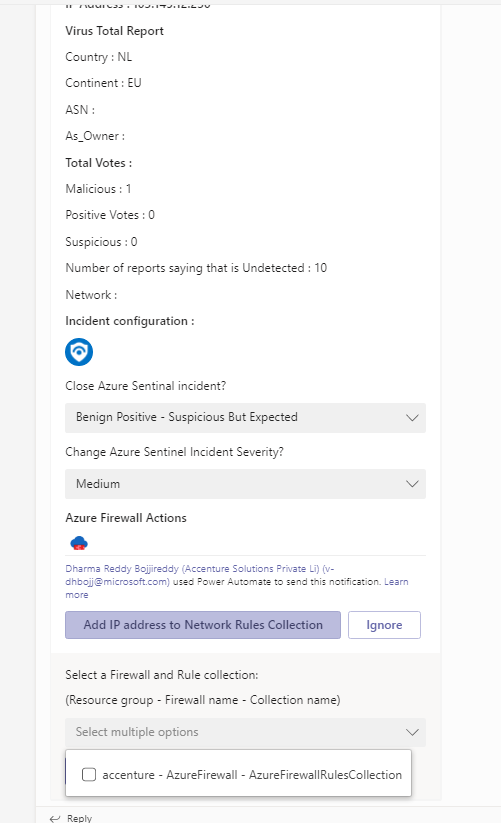 Virus Total Report
Country : NL
Continent : EU
ASN :
As_Owner :
Total Votes :
Malicious : 1
Positive Votes : 0
Suspicious : 0
Number of reports saying that is Undetected : 10
Network :
Incident configuration :
Close Azure Sentinal incident?
Benign Positive - Suspicious But Expected
Change Azure Sentinel Incident Severity?
Medium
Azure Firewall Actions
Dharma Reddy Bojjireddy (Accenture Solutions Private Li) (v-
dhbojj@microsoft.com) used Power Automate to send this notification. Learn
more
Add IP address to Network Rules Collection
Ignore
Select a Firewall and Rule collection:
(Resource group - Firewall name - Collection name)
Select multiple options
accenture - AzureFirewall - AzureFirewallRulesCollection
Reply